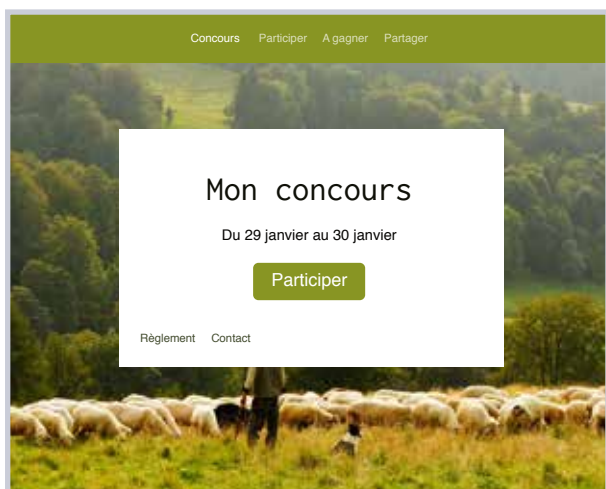 Concours Participer A gagner Partager
Mon concours
Du 29 janvier au 30 janvier
Participer
Règlement Contact